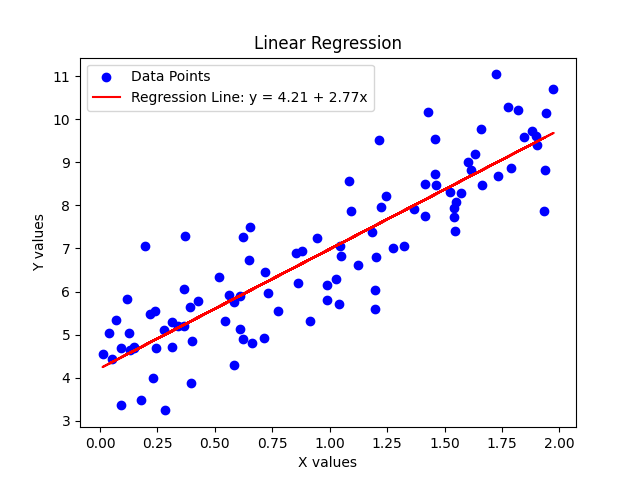 Linear Regression
Data Points
Regression Line: y = 4.21 + 2.77x
11
10
9
8
7
6
5
4
3
Y values
0.00 0.25 0.50 0.75 1.00 1.25 1.50 1.75 2.00
X values